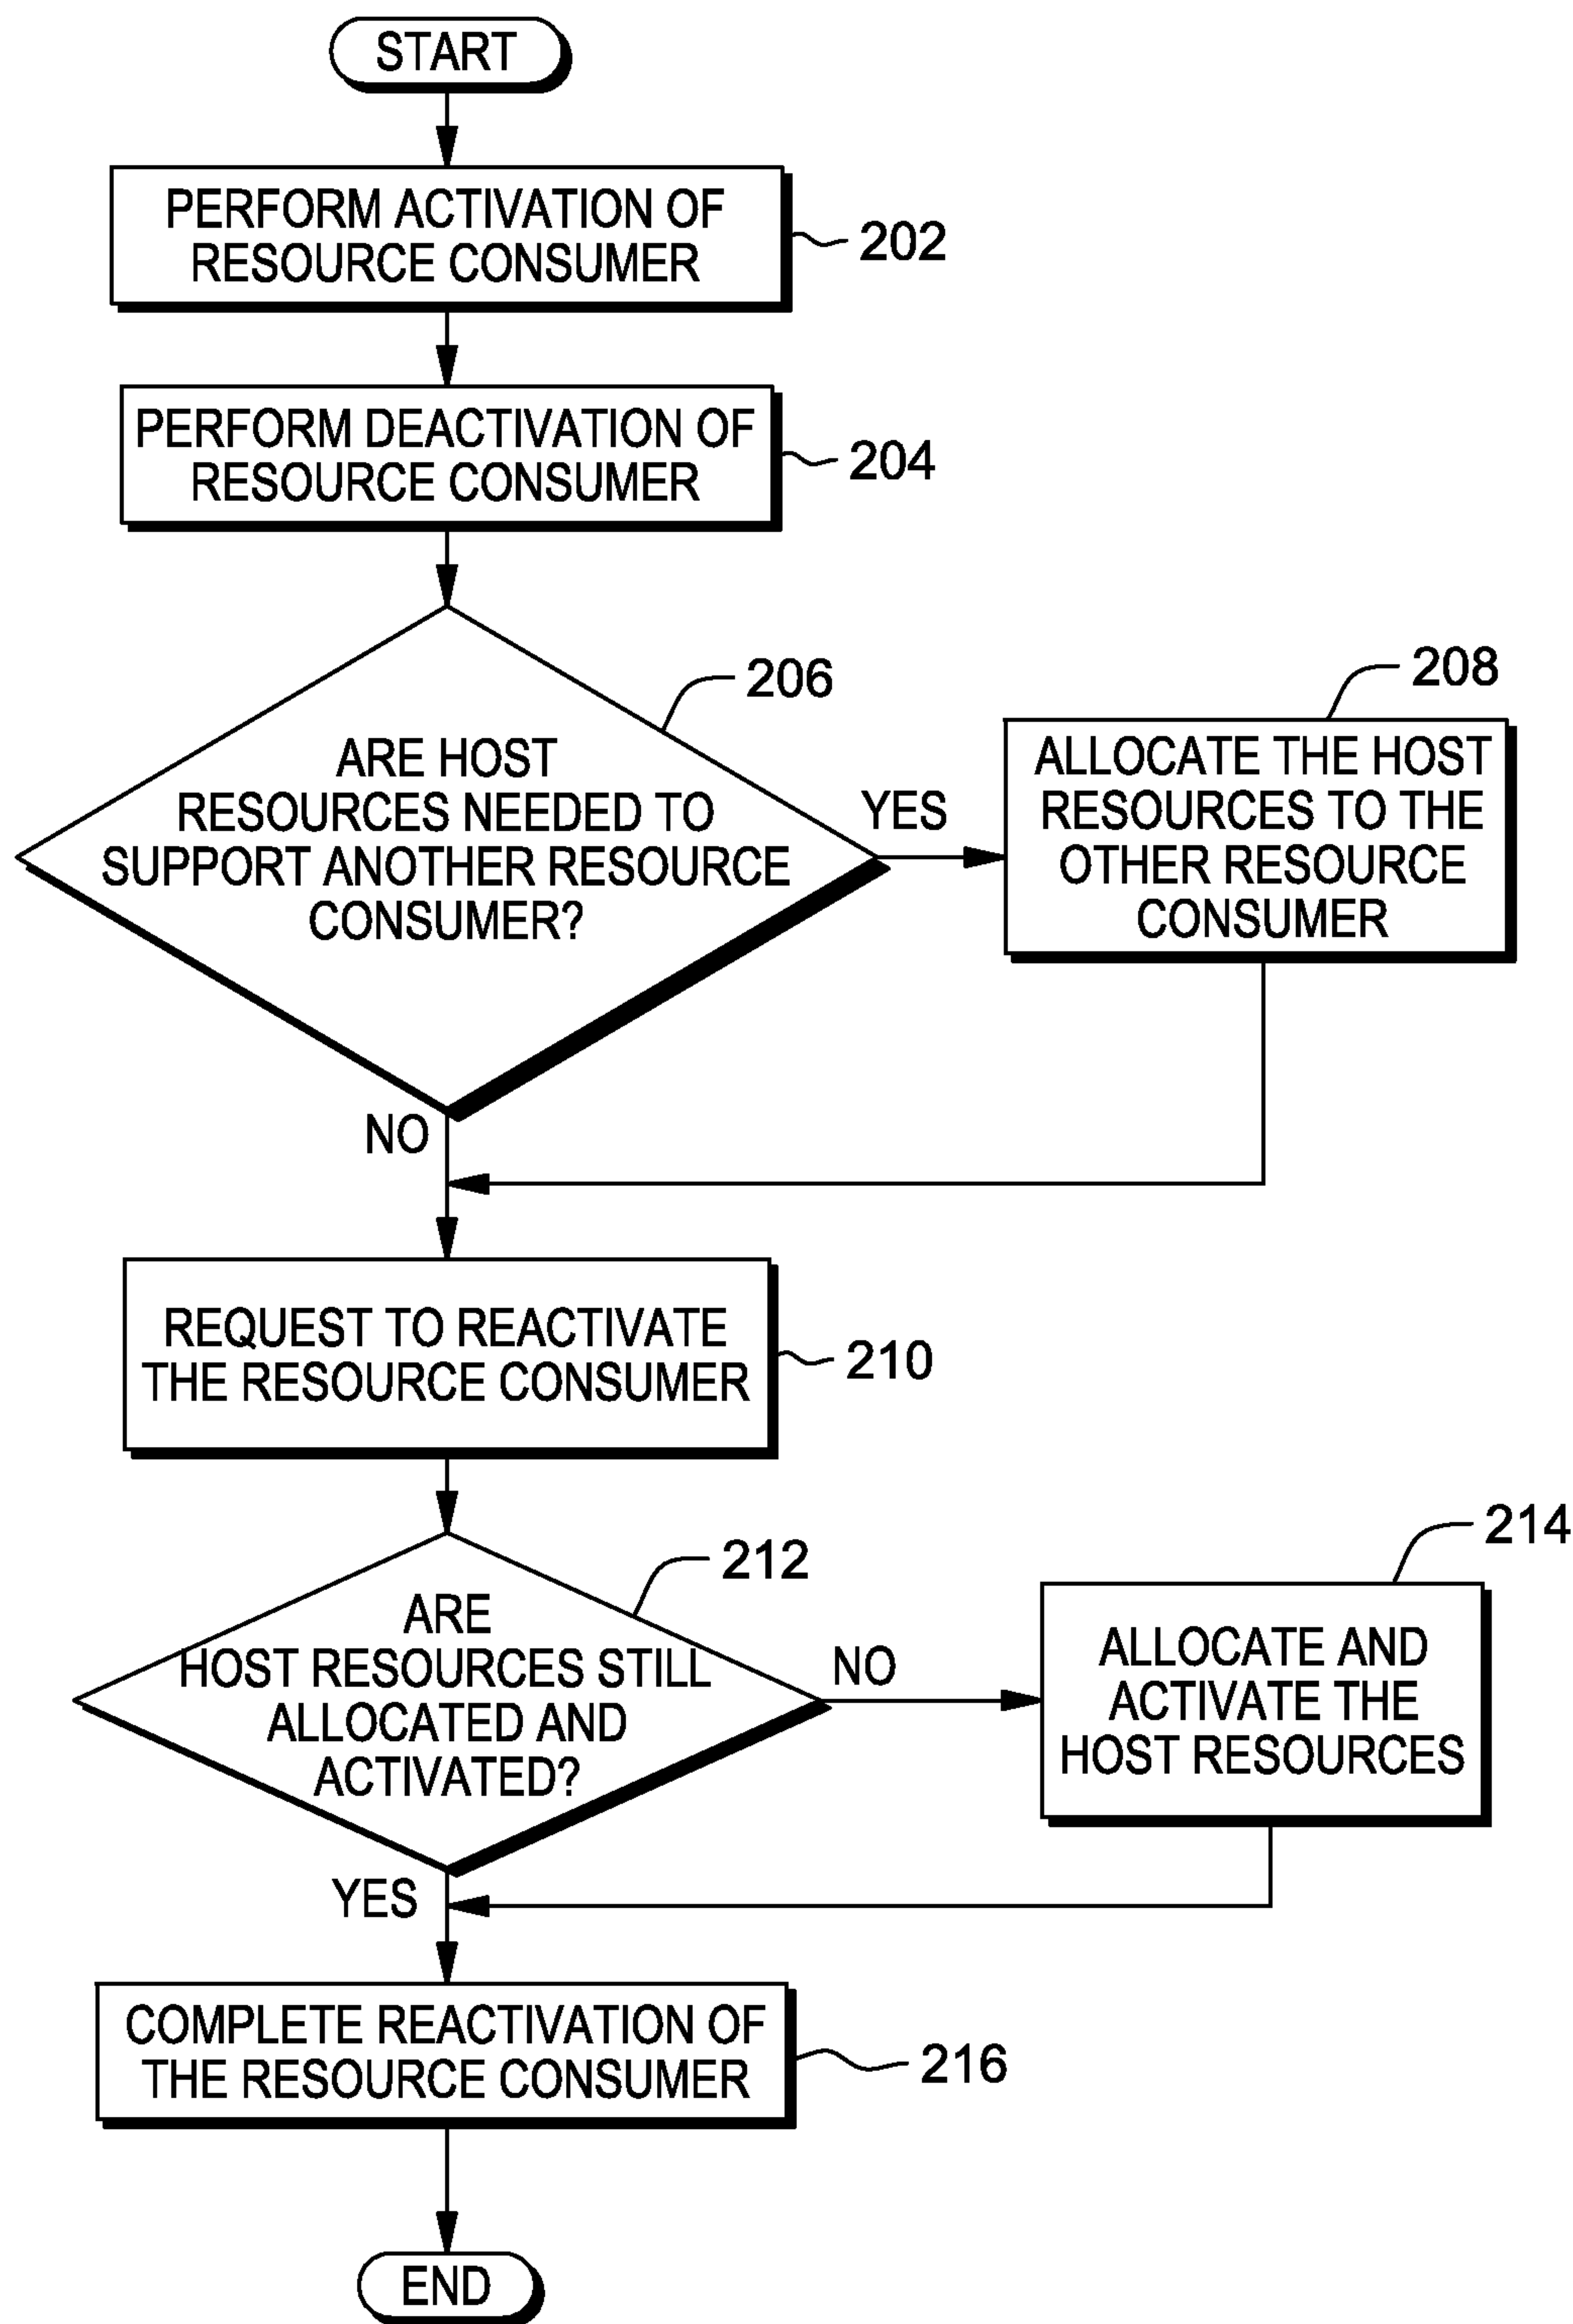 START
PERFORM ACTIVATION OF
RESOURCE CONSUMER
202
PERFORM DEACTIVATION OF
RESOURCE CONSUMER
204
206
ARE HOST
RESOURCES NEEDED TO
SUPPORT ANOTHER RESOURCE
CONSUMER?
YES
208
ALLOCATE THE HOST
RESOURCES TO THE
OTHER RESOURCE
CONSUMER
NO
REQUEST TO REACTIVATE
THE RESOURCE CONSUMER
210
212
ARE
HOST RESOURCES STILL
ALLOCATED AND
ACTIVATED?
NO
214
ALLOCATE AND
ACTIVATE THE
HOST RESOURCES
YES
COMPLETE REACTIVATION OF
THE RESOURCE CONSUMER
216
END